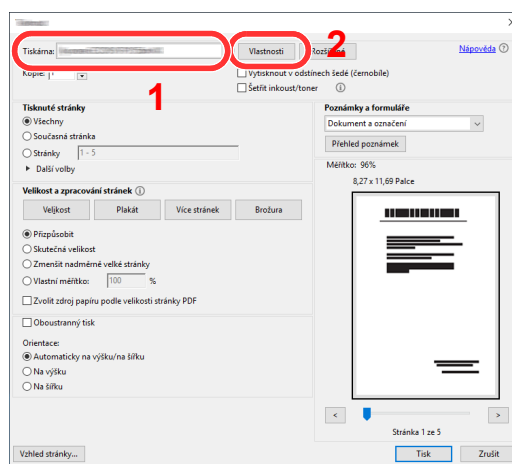 Tiskárna:
Vlastnosti
2
Nápověda
Kopie: 1
1
Vytisknout v odstínech šedé (černobíle)
Šetřit inkoust/toner
Tisknuté stránky
Všechny
Současná stránka
Stránky 1 - 5
Další volby
Poznámky a formuláře
Dokument a označení
Přehled poznámek
Měřítko: 96%
8,27 x 11,69 Palce
Velikost a zpracování stránek
Velikost Plakát Více stránek Brožura
Přizpůsobit
Skutečná velikost
Zmenšit nadměrné velké stránky
Vlastní měřítko: 100 %
Zvolit zdroj papíru podle velikosti stránky PDF
Oboustranný tisk
Orientace:
Automaticky na výšku/na šířku
Na výšku
Na šířku
< >
Stránka 1 ze 5
Vzhled stránky...
Tisk Zrušit